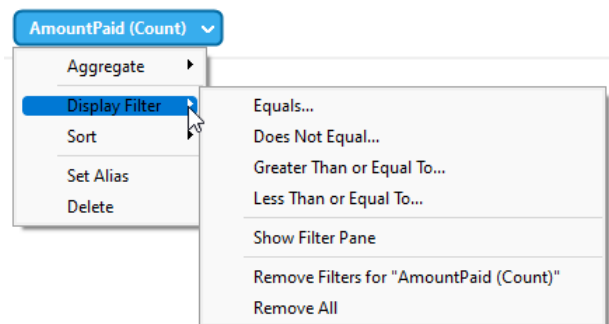 AmountPaid (Count)
Aggregate
Display Filter
Sort
Set Alias
Delete
Equals...
Does Not Equal...
Greater Than or Equal To...
Less Than or Equal To...
Show Filter Pane
Remove Filters for "AmountPaid (Count)"
Remove All